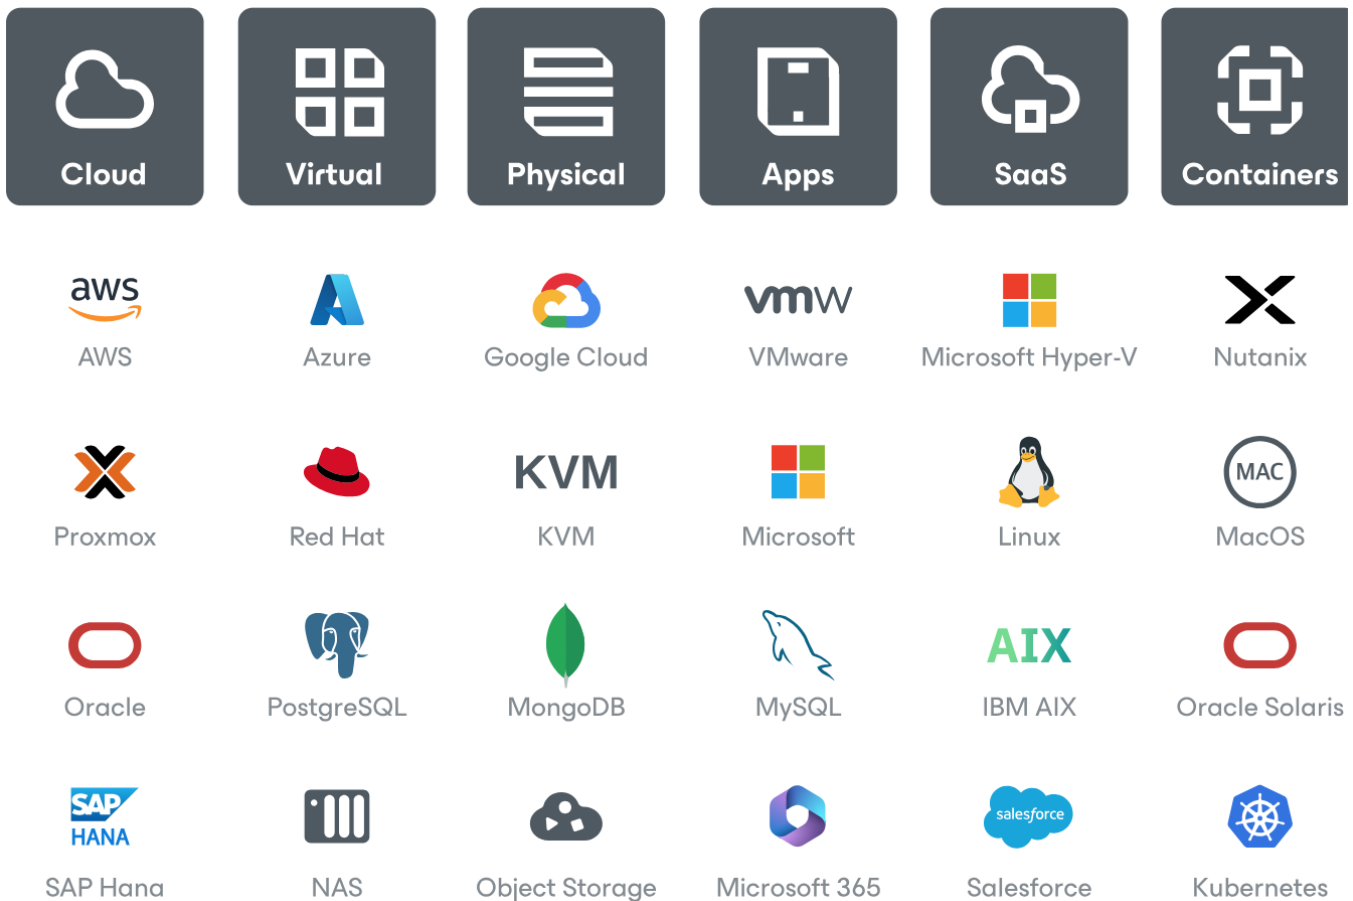 Cloud
Virtual
Physical
Apps
SaaS
Containers
aws
vmw
AWS
Azure
Google Cloud
VMware
Microsoft Hyper-V
Nutanix
KVM
MAC
Proxmox
Red Hat
KVM
Microsoft
Linux
MacOS
AIX
Oracle
PostgreSQL
MongoDB
MySQL
IBM AIX
Oracle Solaris
SAP
HANA
salesforce
SAP Hana
NAS
Object Storage
Microsoft 365
Salesforce
Kubernetes